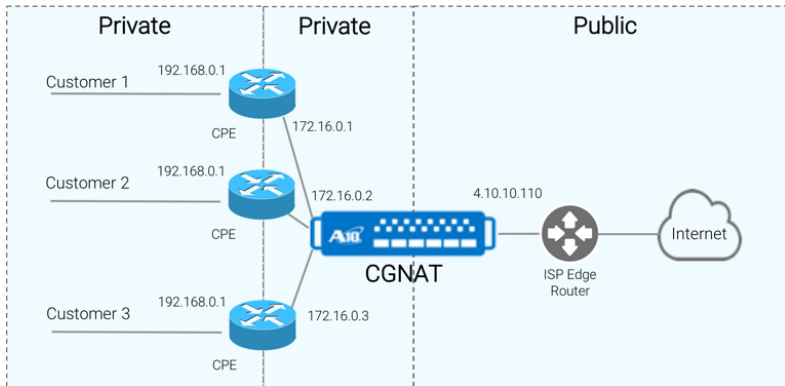 Private
Private
Public
Customer 1
192.168.0.1
CPE
172.16.0.1
Customer 2
192.168.0.1
CPE
172.16.0.2
4.10.10.110
A10
CGNAT
ISP Edge
Router
Internet
Customer 3
192.168.0.1
CPE
172.16.0.3